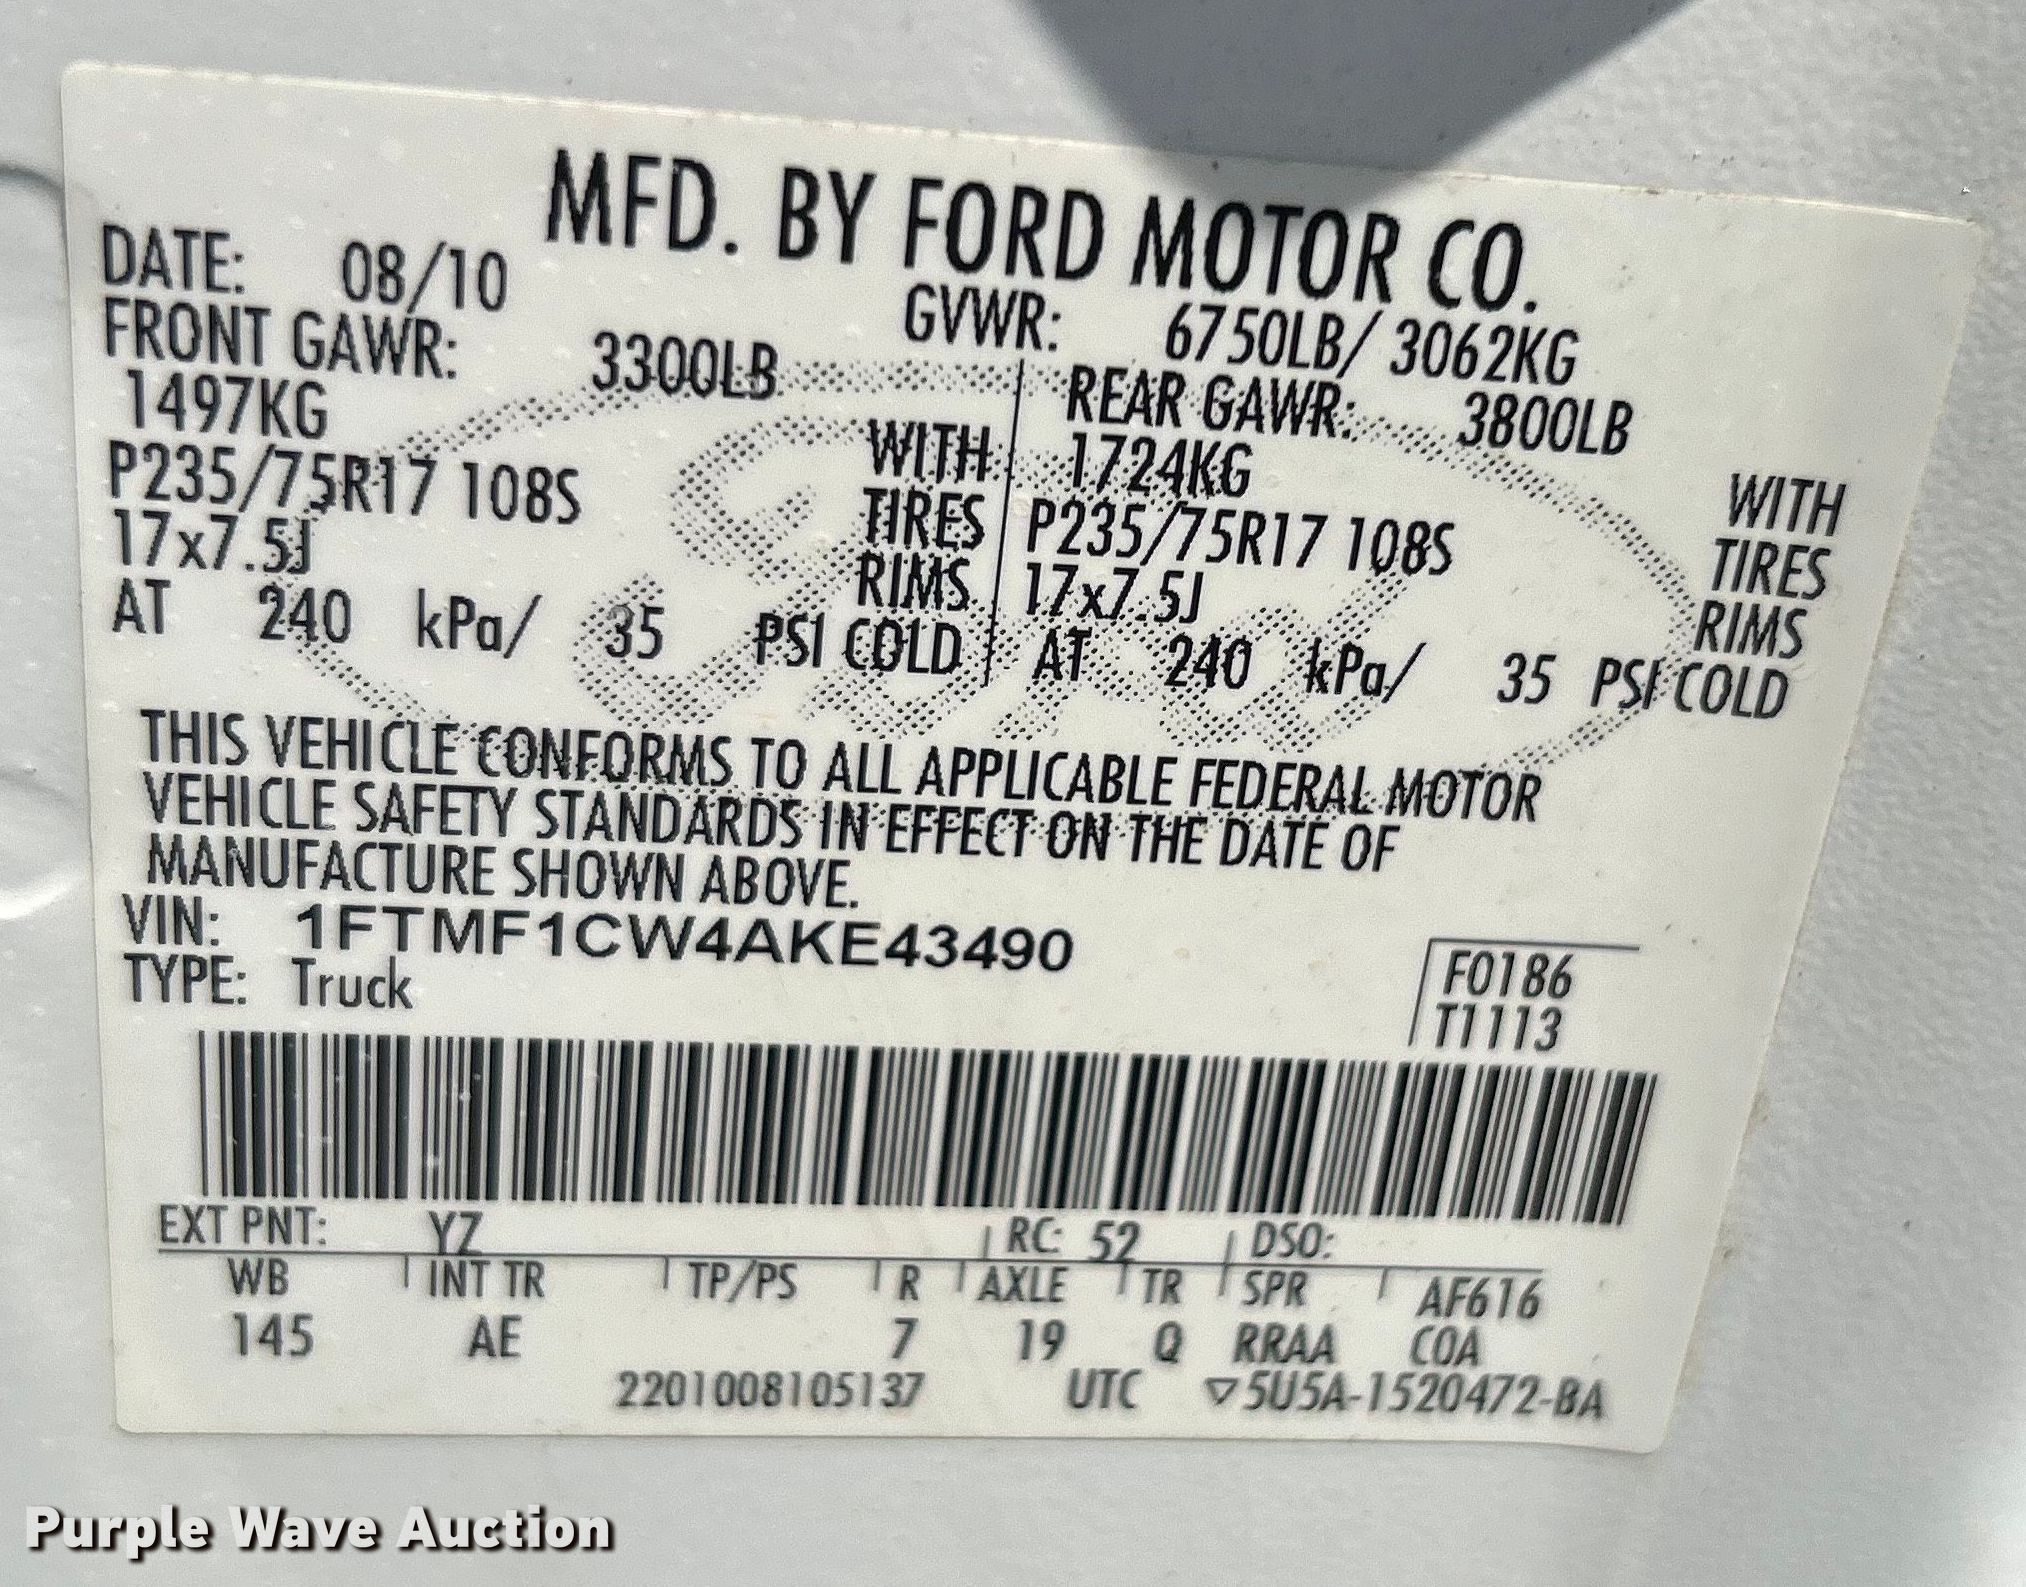 MFD. BY FORD MOTOR CO.
DATE: 08/10 GVWR: 6750LB/ 3062KG
FRONT GAWR: 3300LB REAR GAWR: 3800LB
1497KG WITH 1724KG WITH
P235/75R17 108S TIRES P235/75R17 108S TIRES
17x7.5J RIMS 17x7.5J RIMS
AT 240 kPa/ 35 PSI COLD AT 240 kPa/ 35 PSI COLD
THIS VEHICLE CONFORMS TO ALL APPLICABLE FEDERAL MOTOR
VEHICLE SAFETY STANDARDS IN EFFECT ON THE DATE OF
MANUFACTURE SHOWN ABOVE.
VIN: 1FTMF1CW4AKE43490
TYPE: Truck
F0186
T1113
EXT PNT: YZ RC: 52 DSO:
WB INT TR TP/PS R AXLE TR SPR AF616
145 AE 7 19 Q RRAA COA
2201008105137 UTC ▽5U5A-1520472-BA
Purple Wave Auction